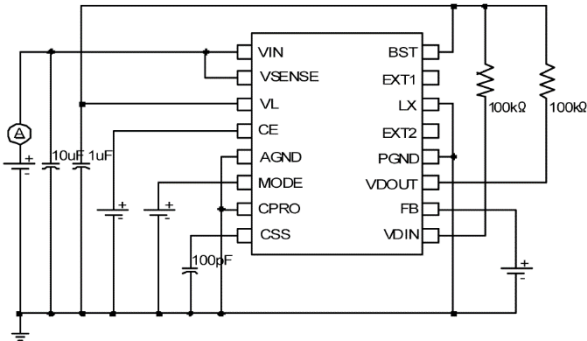 VIN
VSENSE
VL
CE
AGND
MODE
CPRO
CSS
BST
EXT1
LX
EXT2
PGND
VDOUT
FB
VDIN
100kΩ
100kΩ
A
10uF
1uF
100pF
+
-
+
-
+
-
+
-